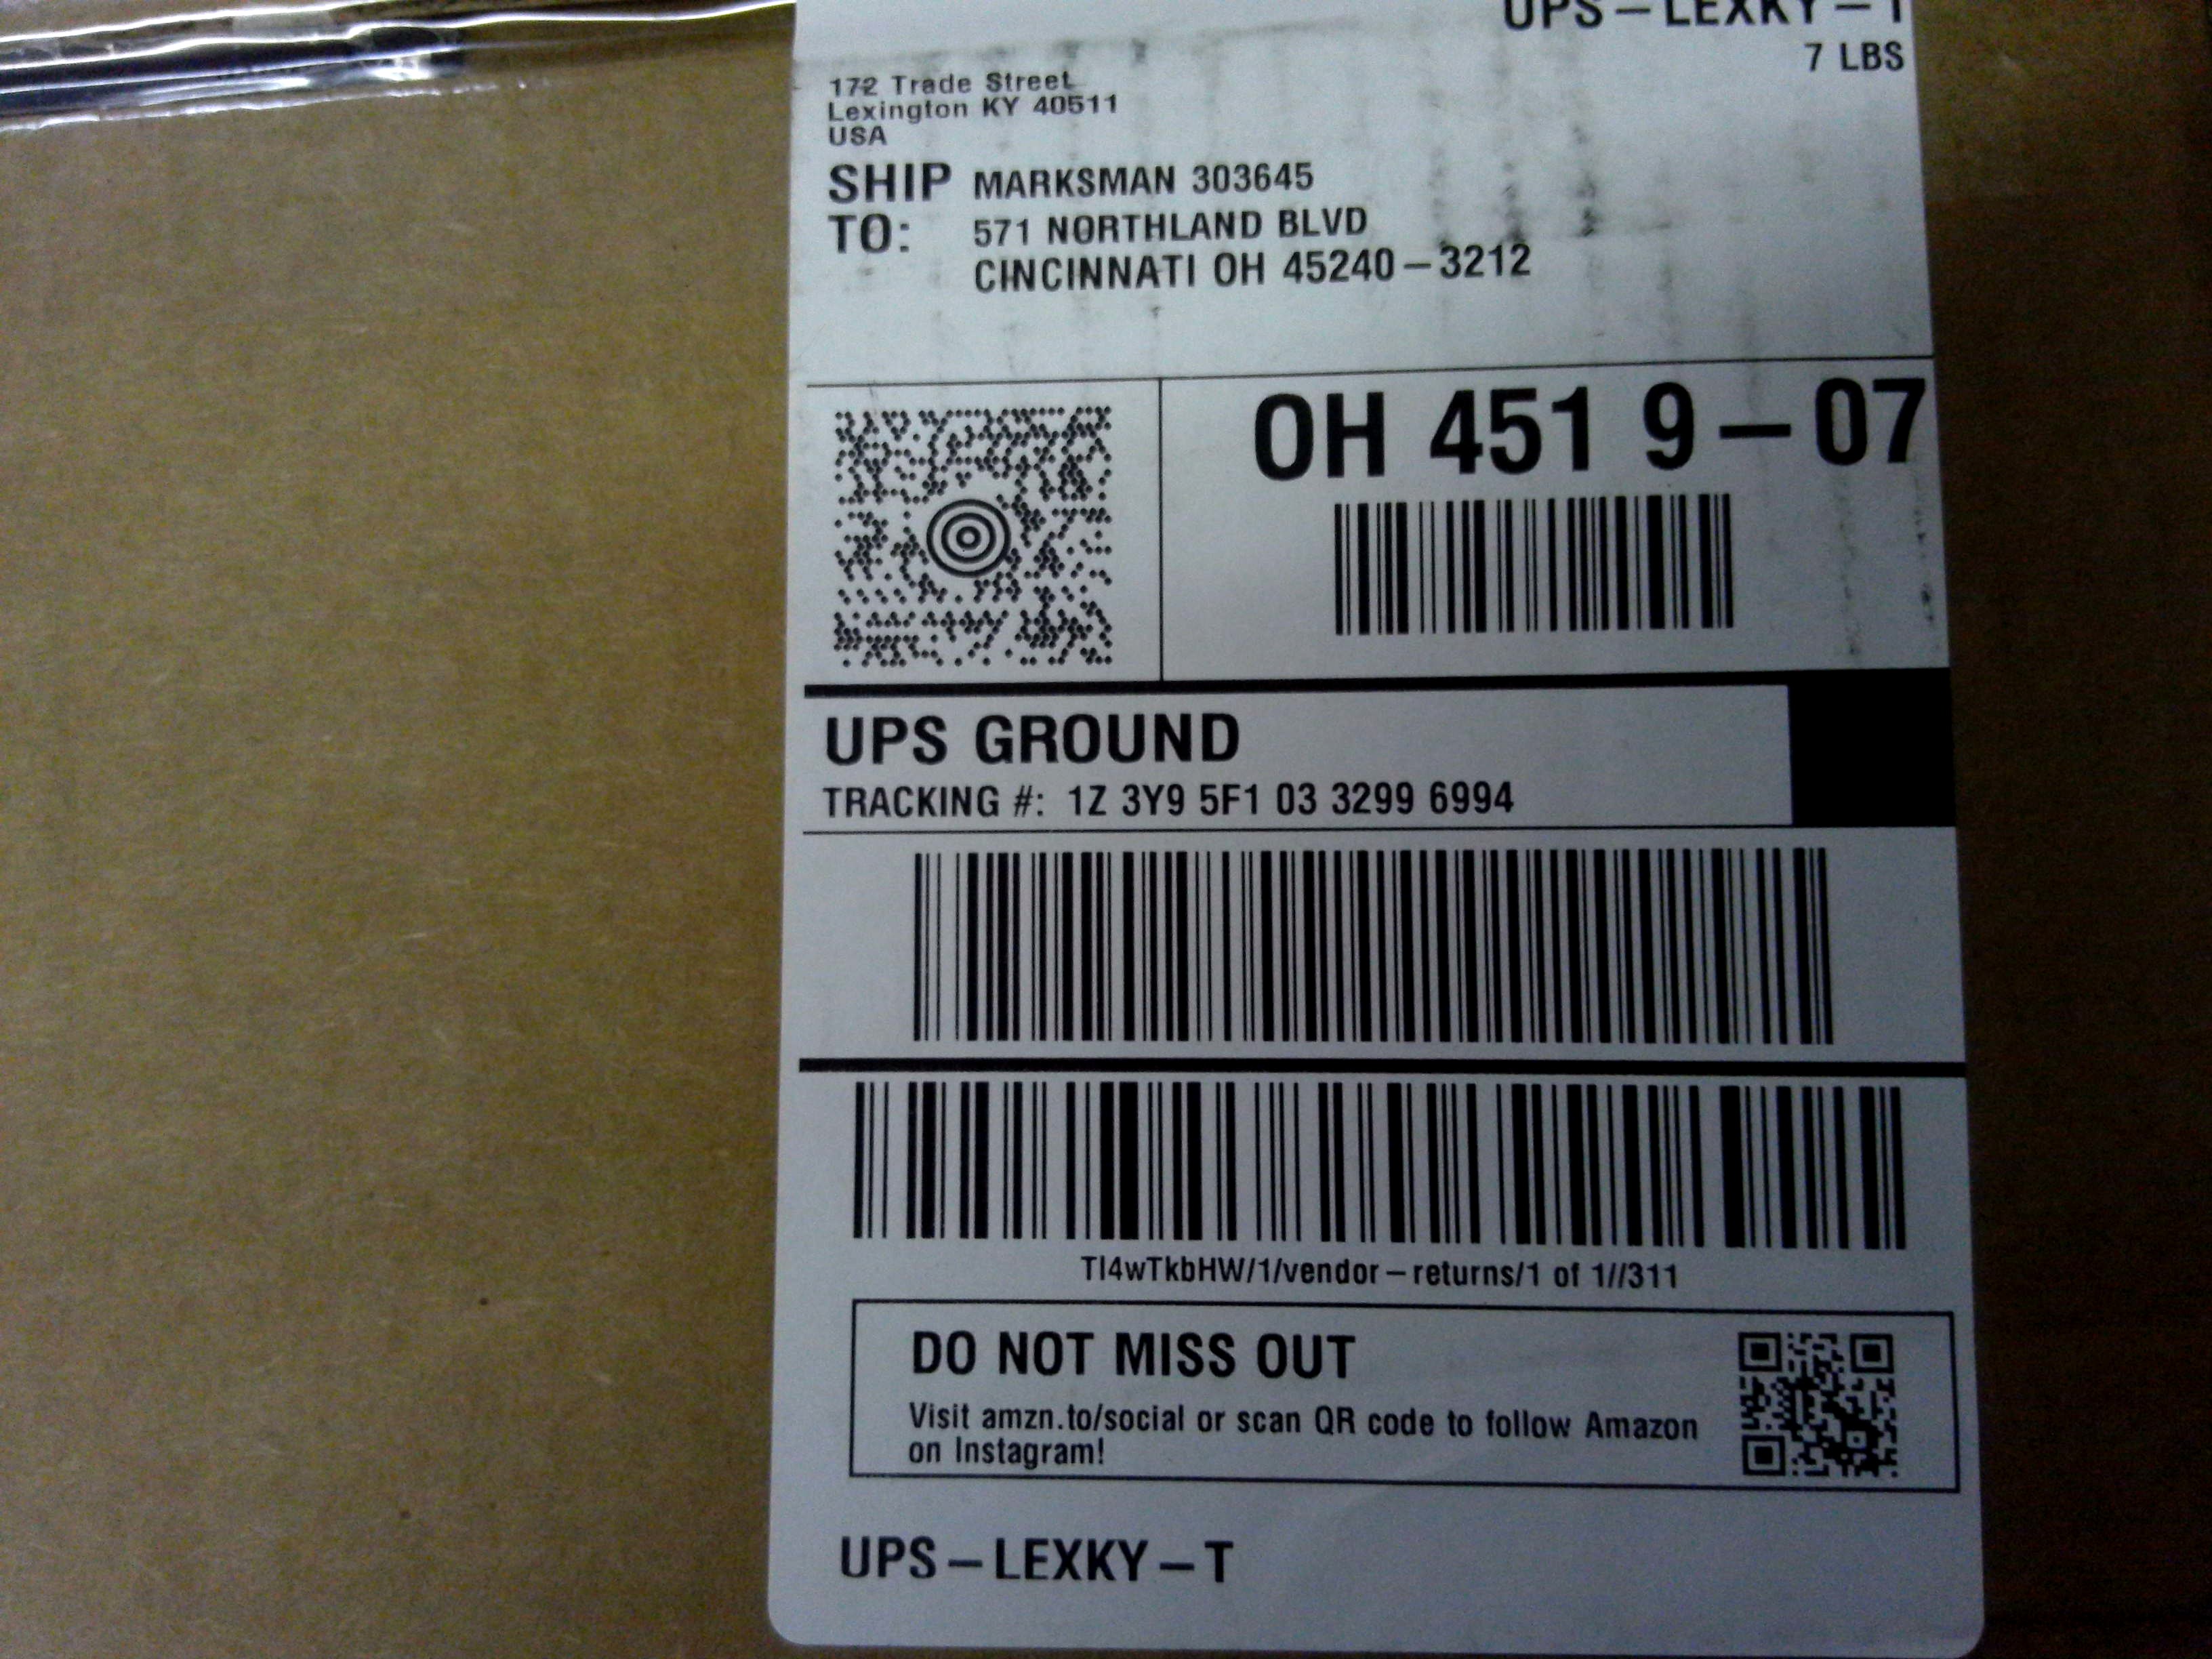 UPS – LEXKY – T
7 LBS
172 Trade Street
Lexington KY 40511
USA
SHIP TO:
MARKSMAN 303645
571 NORTHLAND BLVD
CINCINNATI OH 45240 – 3212
OH 451 9 – 07
UPS GROUND
TRACKING #: 1Z 3Y9 5F1 03 3299 6994
TI4wTkbHW/1/vendor – returns/1 of 1//311
DO NOT MISS OUT
Visit amzn.to/social or scan QR code to follow Amazon
on Instagram!
UPS – LEXKY – T